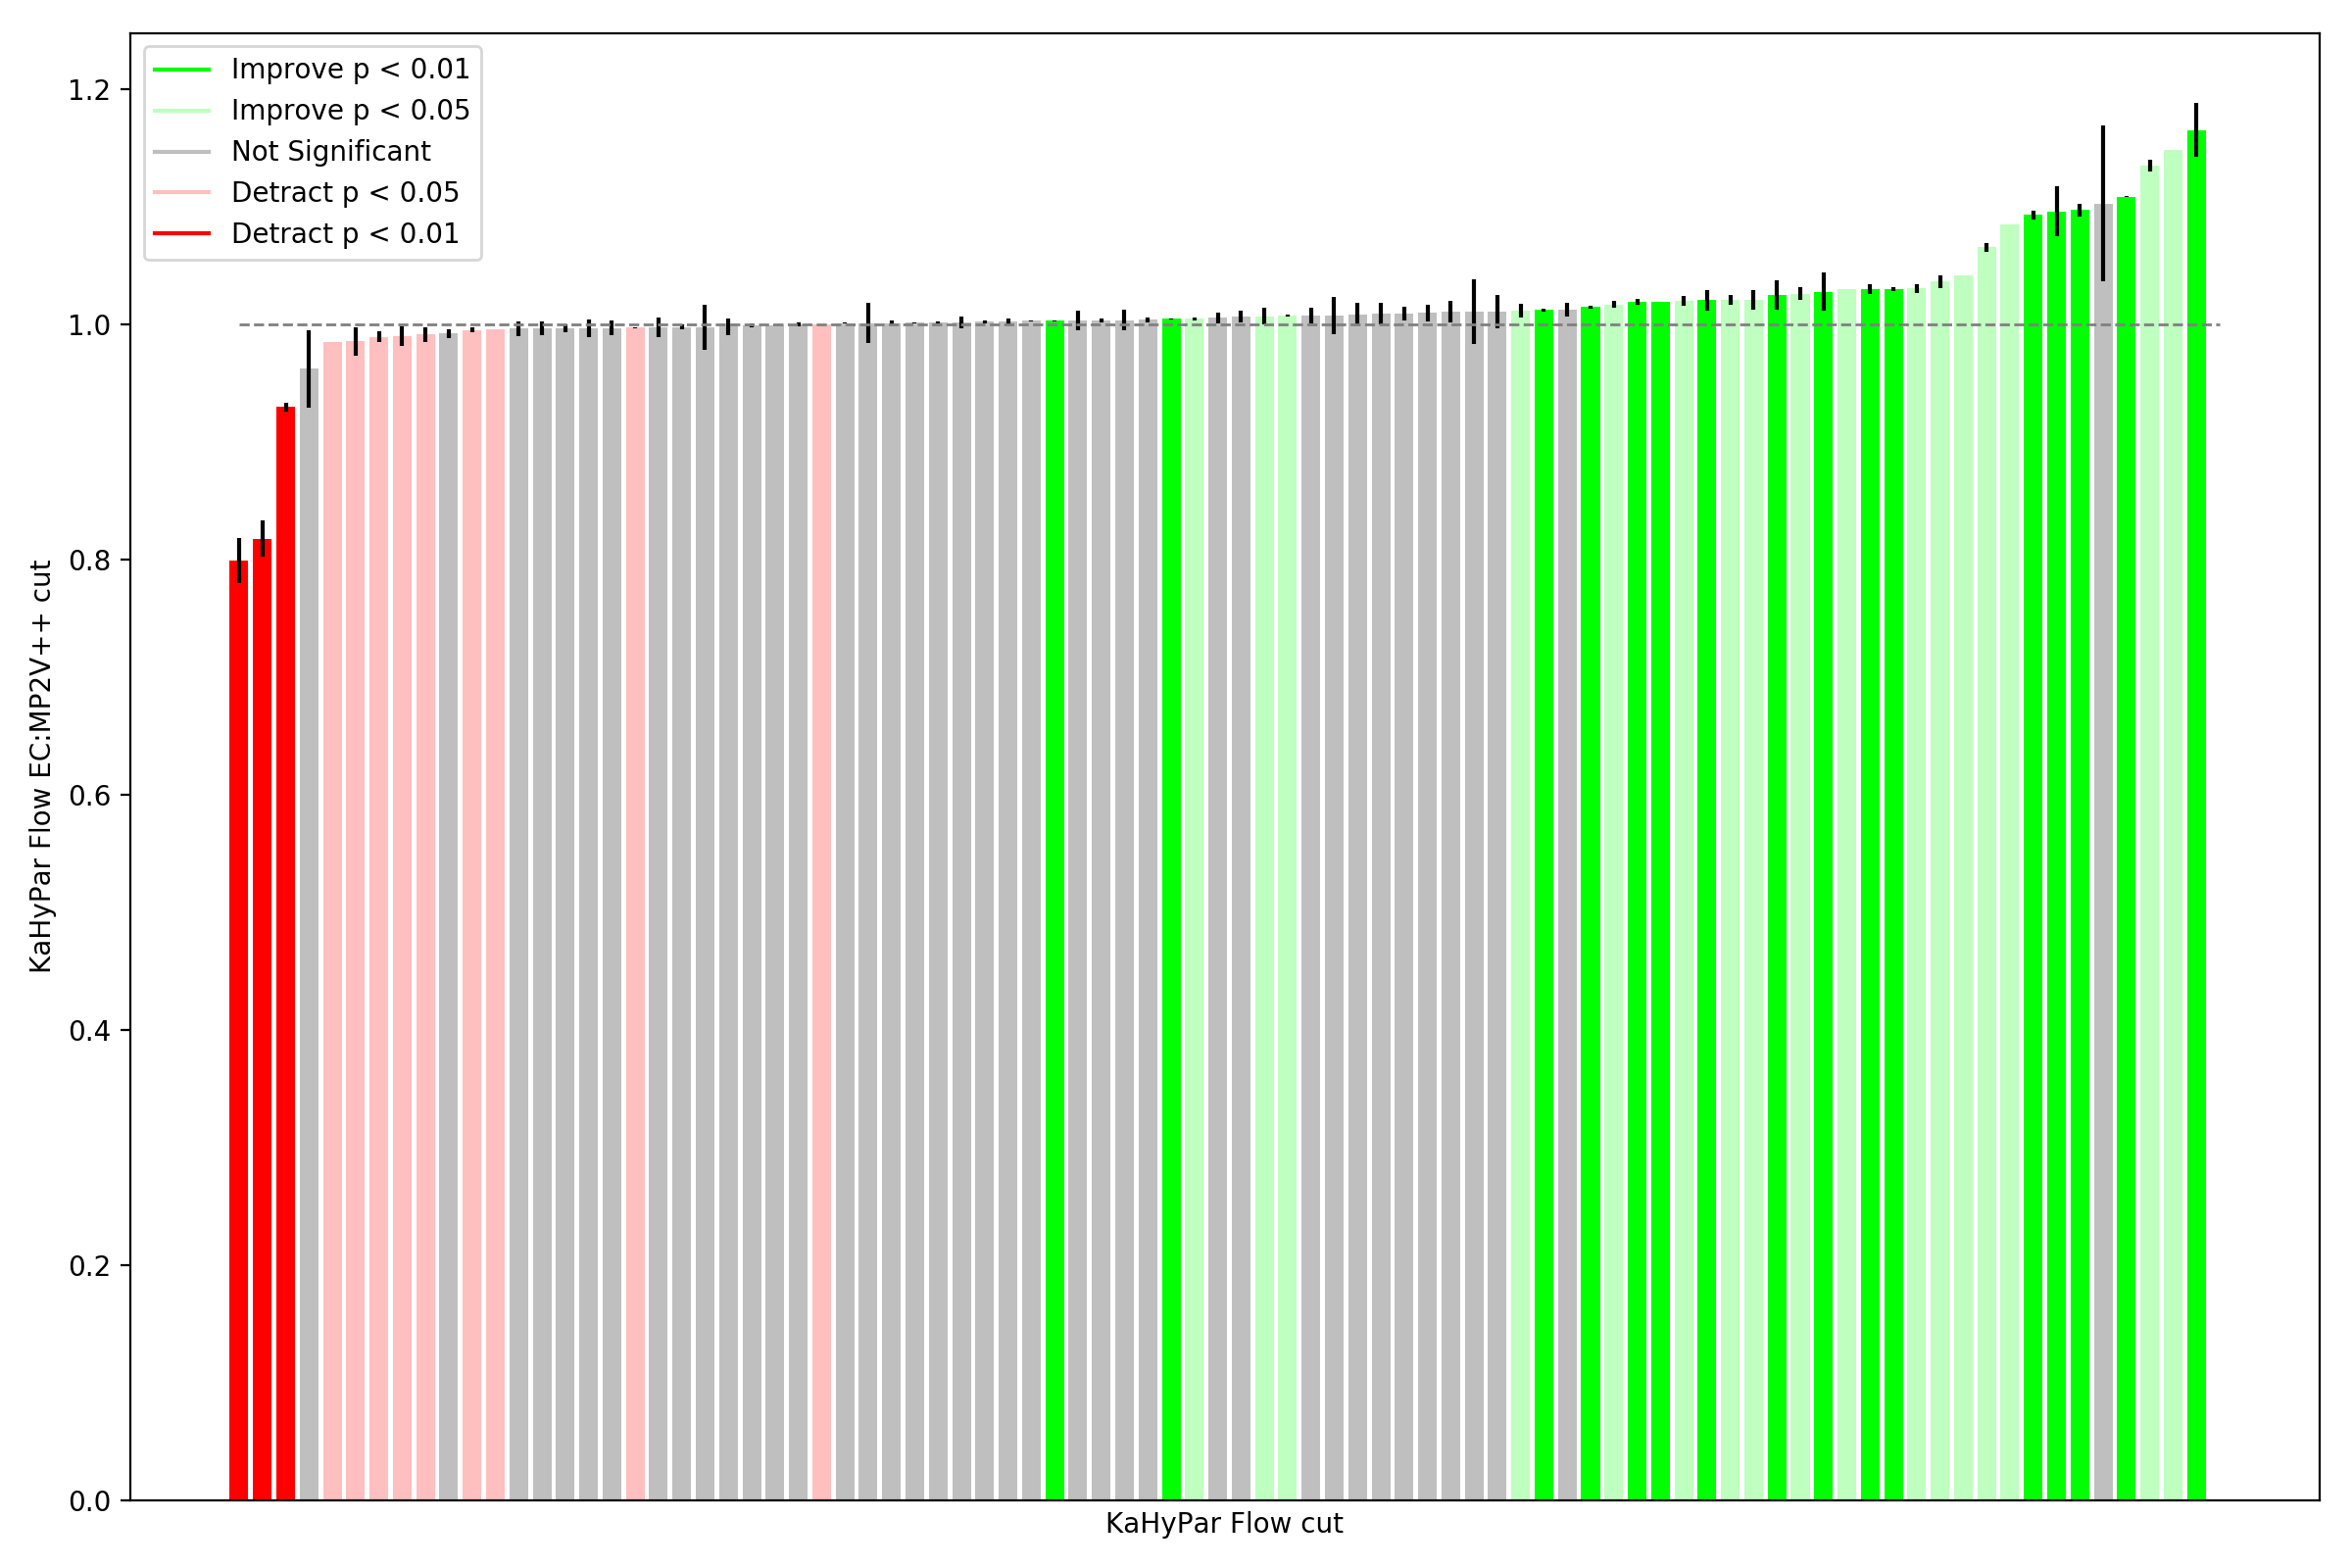 Improve p < 0.01
Improve p < 0.05
Not Significant
Detract p < 0.05
Detract p < 0.01
1.2
1.0
0.8
0.6
0.4
0.2
0.0
KaHyPar Flow EC:MP2V++ cut
KaHyPar Flow cut